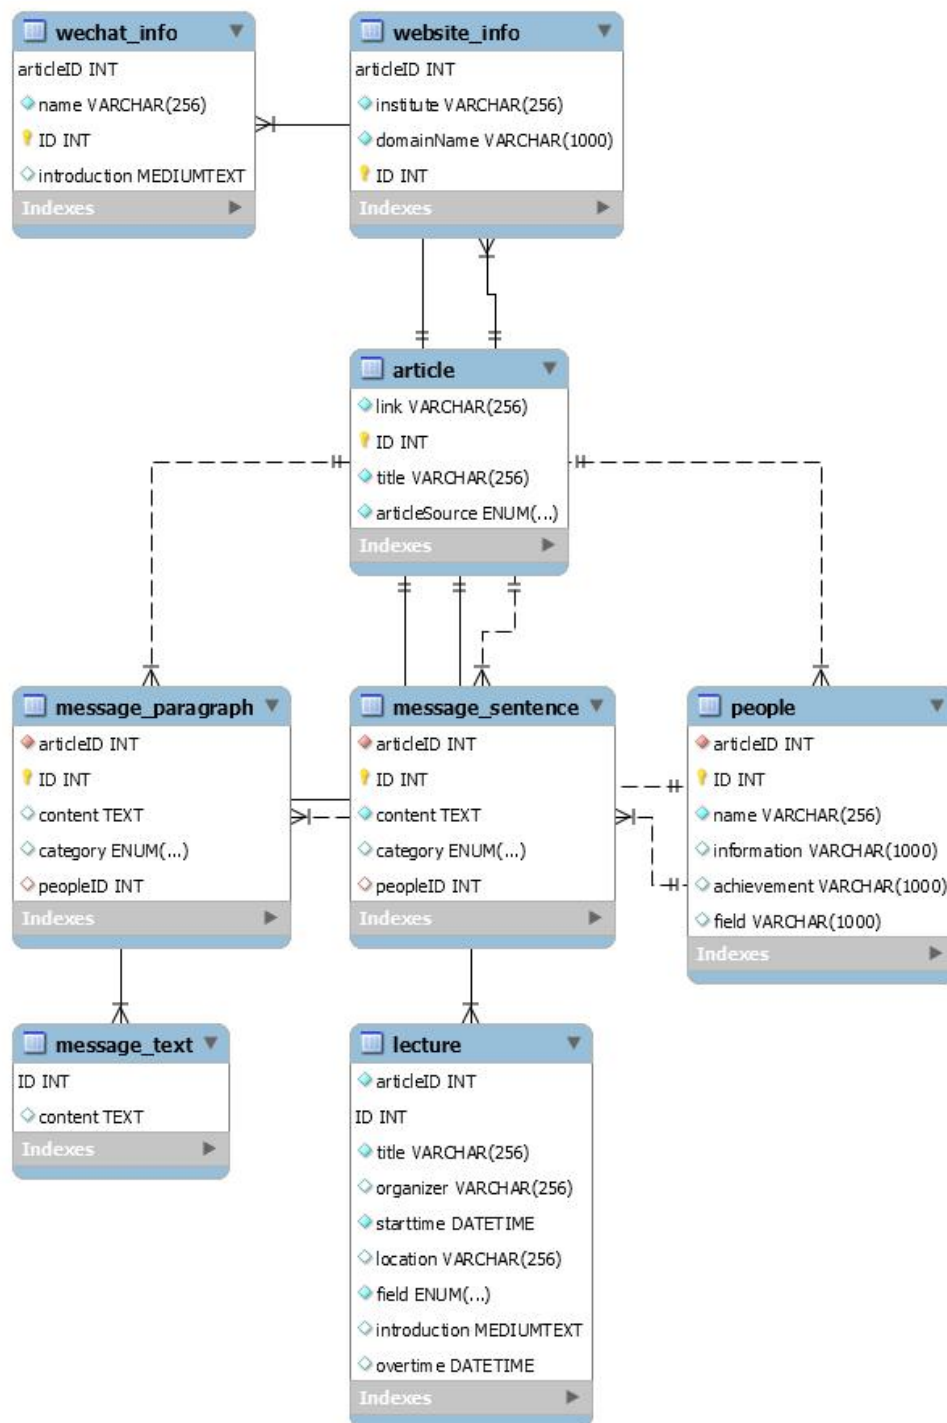 wechat_info
articleID INT
name VARCHAR(256)
ID INT
introduction MEDIUMTEXT
Indexes
website_info
articleID INT
institute VARCHAR(256)
domainName VARCHAR(1000)
ID INT
Indexes
article
link VARCHAR(256)
ID INT
title VARCHAR(256)
articleSource ENUM(...)
Indexes
message_paragraph
articleID INT
ID INT
content TEXT
category ENUM(...)
peopleID INT
Indexes
message_sentence
articleID INT
ID INT
content TEXT
category ENUM(...)
peopleID INT
Indexes
people
articleID INT
ID INT
name VARCHAR(256)
information VARCHAR(1000)
achievement VARCHAR(1000)
field VARCHAR(1000)
Indexes
message_text
ID INT
content TEXT
Indexes
lecture
articleID INT
ID INT
title VARCHAR(256)
organizer VARCHAR(256)
starttime DATETIME
location VARCHAR(256)
field ENUM(...)
introduction MEDIUMTEXT
overtime DATETIME
Indexes